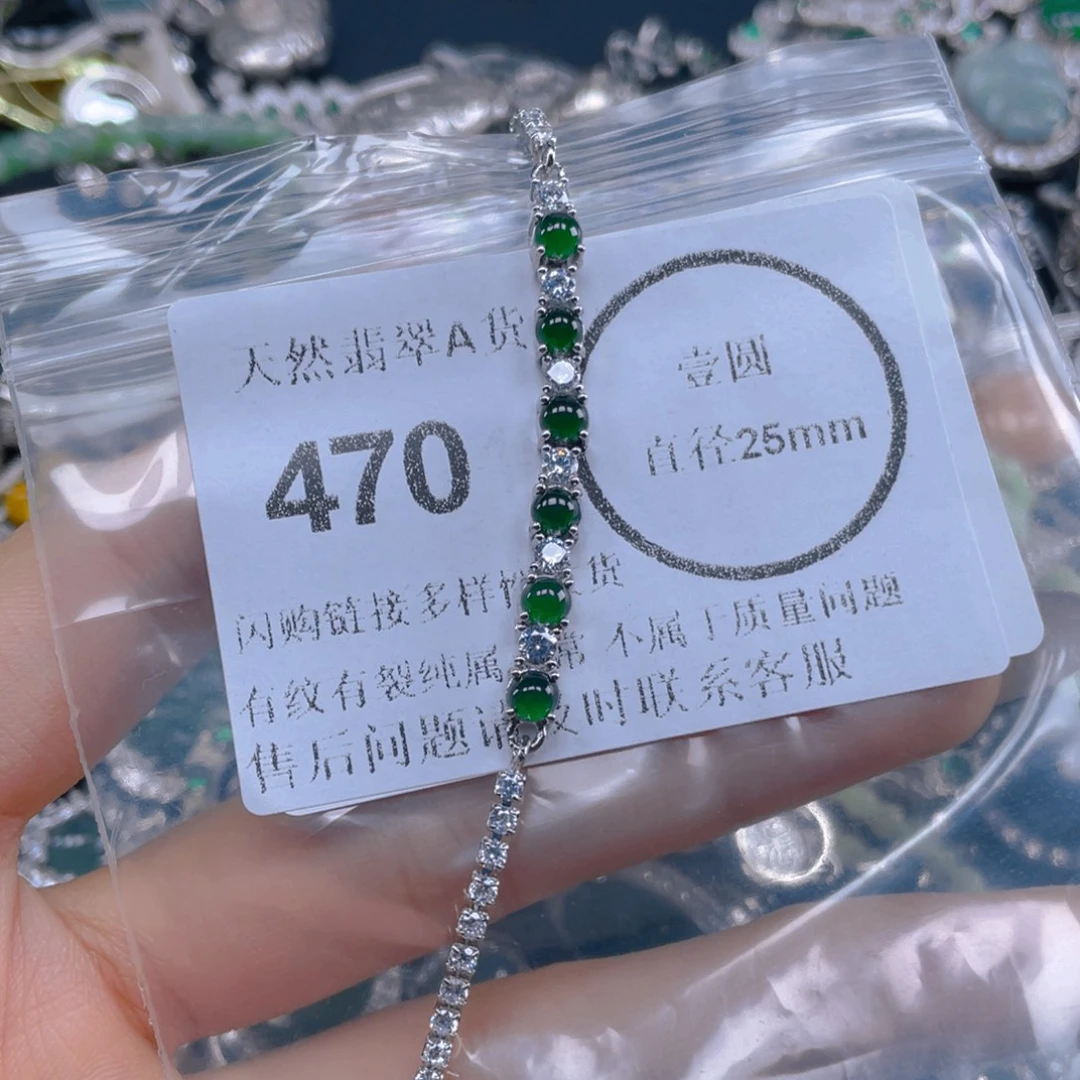 天然翡翠A货
470
壹圆
直径25mm
闪购链接多样性 货
有纹有裂纯属 常 不属于质量问题
售后问题请 时联系客服